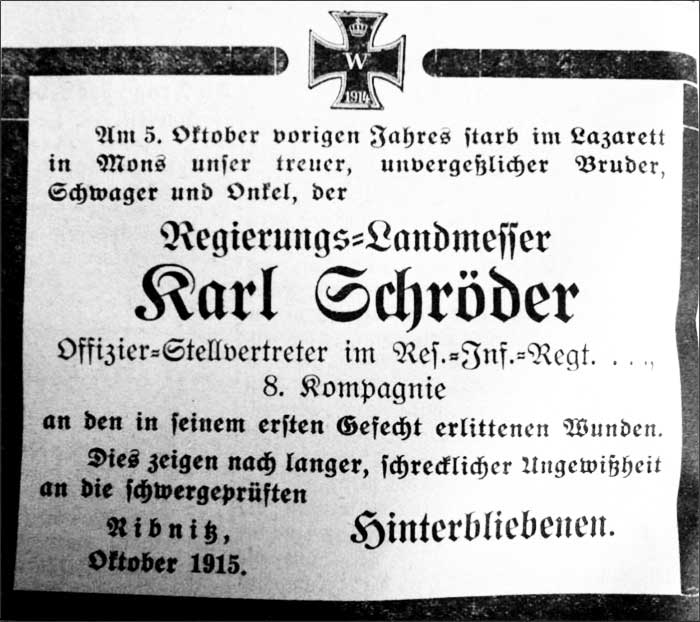 W
1914
Am 5. Oktober vorigen Jahres starb im Lazarett
in Mons unser treuer, unvergeßlicher Bruder,
Schwager und Onkel, der
Regierungs=Landmesser
Karl Schröder
Offizier=Stellvertreter im Res.=Inf.=Regt. . . .,
8. Kompagnie
an den in seinem ersten Gefecht erlittenen Wunden.
Dies zeigen nach langer, schrecklicher Ungewißheit
an die schwergeprüften
Ribnitz, Hinterbliebenen.
Oktober 1915.